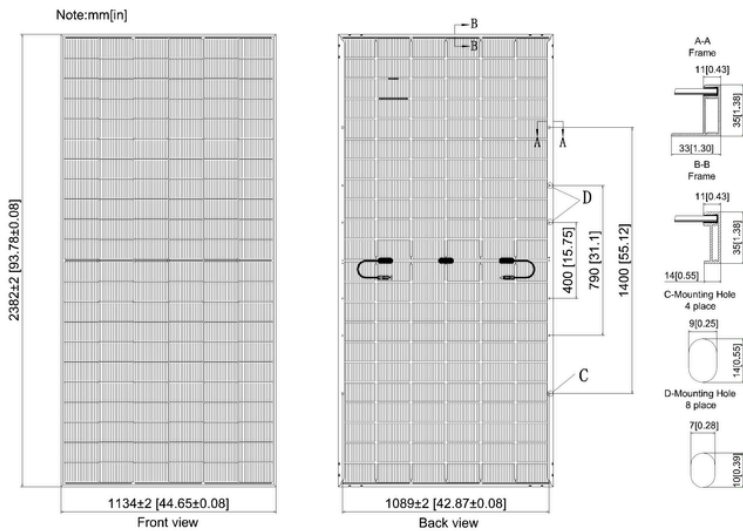 Note:mm[in]
B
B
A
A
D
C
2382±2 [93.78±0.08]
400 [15.75]
790 [31.1]
1400 [55.12]
1134±2 [44.65±0.08]
Front view
1089±2 [42.87±0.08]
Back view
A-A
Frame
11[0.43]
35[1.38]
33[1.30]
B-B
Frame
11[0.43]
35[1.38]
14[0.55]
C-Mounting Hole
4 place
9[0.25]
14[0.55]
D-Mounting Hole
8 place
7[0.28]
10[0.39]